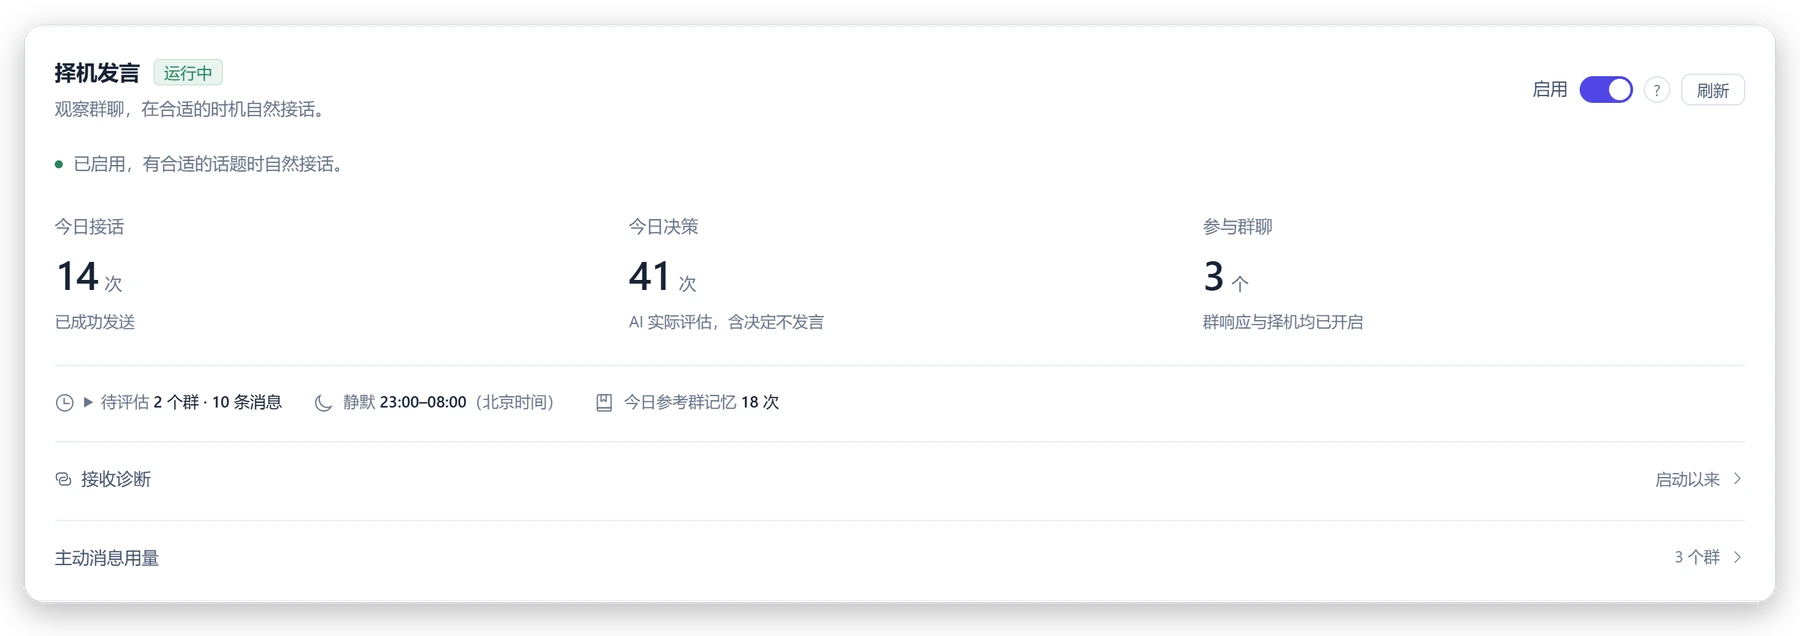 择机发言 运行中
观察群聊，在合适的时机自然接话。
启用 ? 刷新
已启用，有合适的话题时自然接话。
今日接话 今日决策 参与群聊
14 次 41 次 3 个
已成功发送 AI 实际评估，含决定不发言 群响应与择机均已开启
待评估 2 个群 · 10 条消息 静默 23:00–08:00（北京时间） 今日参考群记忆 18 次
接收诊断 启动以来
主动消息用量 3 个群